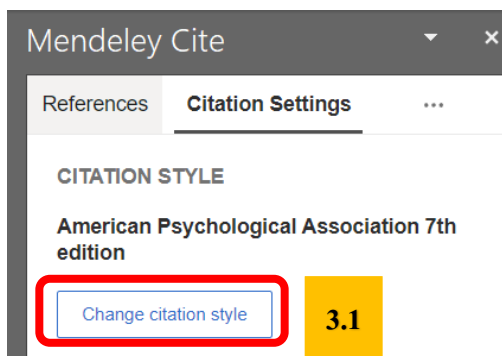 Mendeley Cite
References Citation Settings ...
CITATION STYLE
American Psychological Association 7th
edition
Change citation style
3.1